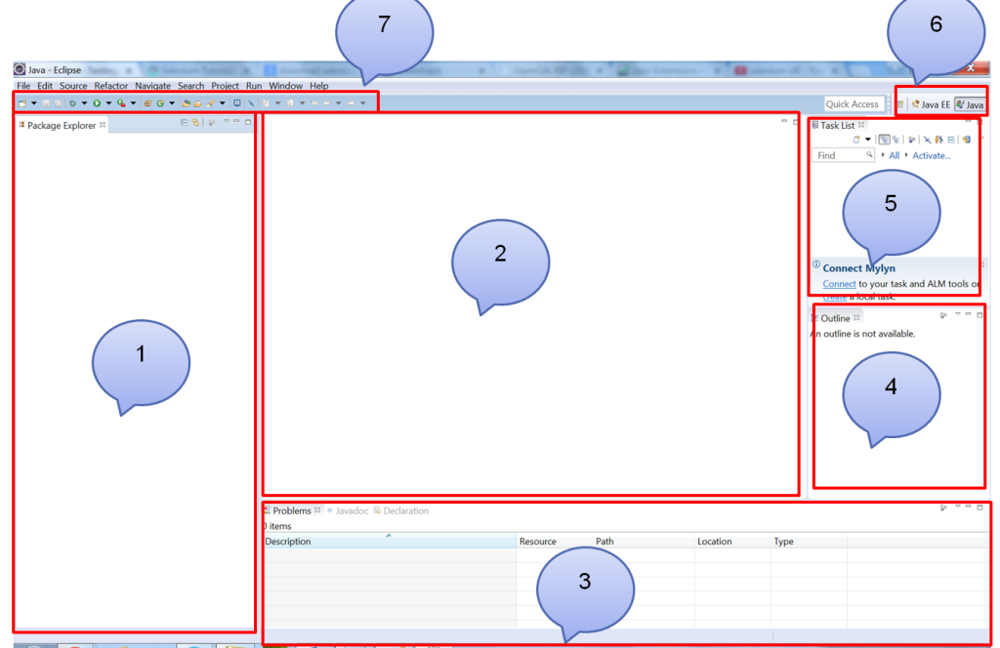 7
6
Java - Eclipse
File Edit Source Refactor Navigate Search Project Run Window Help
Quick Access
Java EE
Java
Package Explorer
Task List
Find
All
Activate...
5
2
Connect Mylyn
Connect to your task and ALM tools or
create a local task.
Outline
An outline is not available.
1
4
Problems
Javadoc
Declaration
0 items
Description
Resource
Path
Location
Type
3